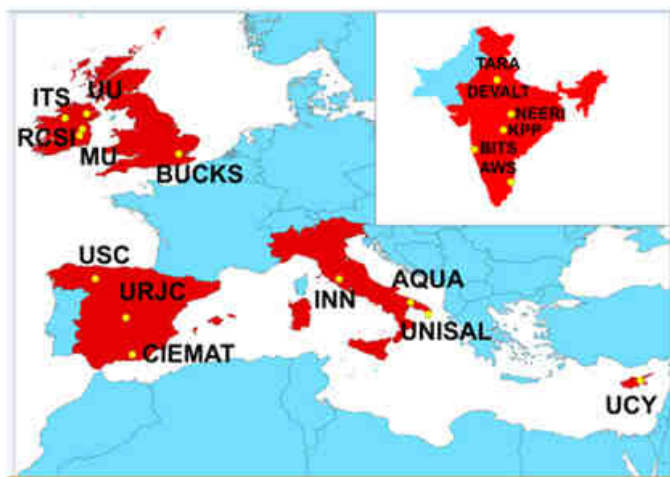 UU
ITS
RCSI
MU
BUCKS
USC
URJC
CIEMAT
INN
AQUA
UNISAL
UCY
TARA
DEVALT
NEERI
KPP
BITS
AWS